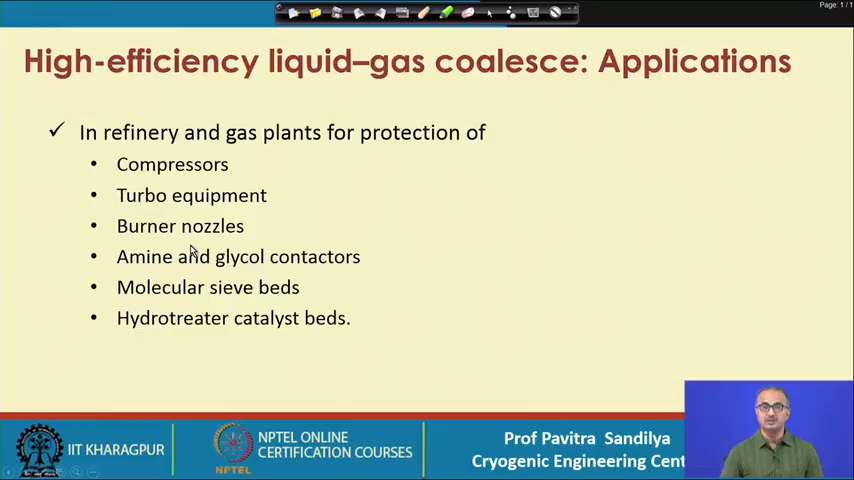 Page: 1 / 1
High-efficiency liquid–gas coalesce: Applications
✓ In refinery and gas plants for protection of
• Compressors
• Turbo equipment
• Burner nozzles
• Amine and glycol contactors
• Molecular sieve beds
• Hydrotreater catalyst beds.
IIT KHARAGPUR
NPTEL
NPTEL ONLINE
CERTIFICATION COURSES
Prof Pavitra Sandilya
Cryogenic Engineering Cent